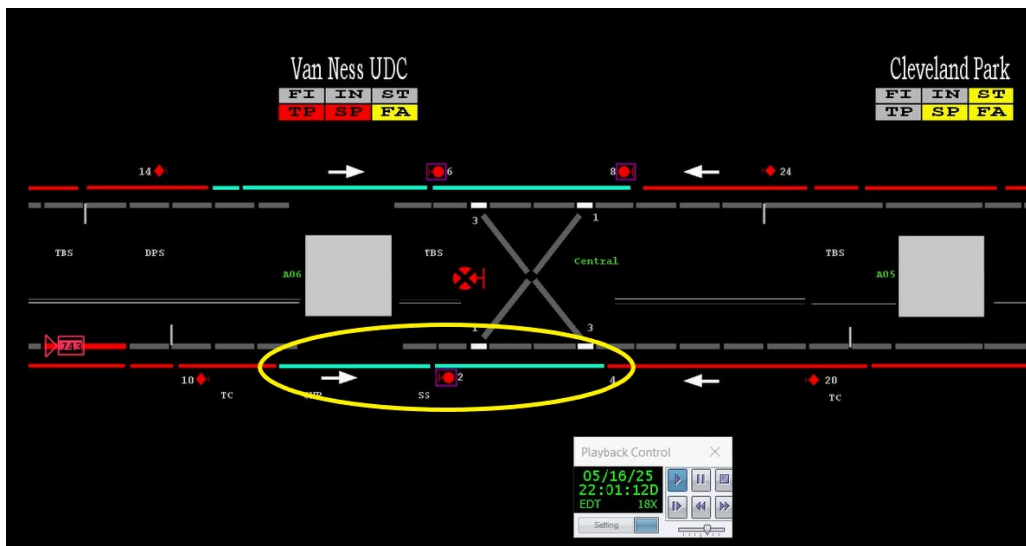 Van Ness UDC
FI IN ST
TP SP FA
Cleveland Park
FI IN ST
TP SP FA
14
6
8
24
3
1
TBS
DPS
TBS
Central
TBS
A06
A05
1
3
743
10
2
4
20
TC
SS
TC
Playback Control
05/16/25
22:01:12D
EDT 18X
Setting